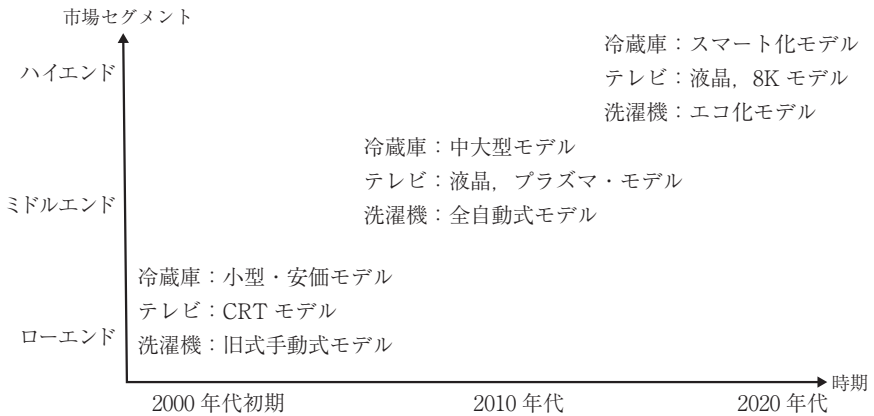 市場セグメント
ハイエンド
冷蔵庫：スマート化モデル
テレビ：液晶，8K モデル
洗濯機：エコ化モデル
冷蔵庫：中大型モデル
テレビ：液晶，プラズマ・モデル
洗濯機：全自動式モデル
ミドルエンド
冷蔵庫：小型・安価モデル
テレビ：CRT モデル
洗濯機：旧式手動式モデル
ローエンド
時期
2000 年代初期
2010 年代
2020 年代